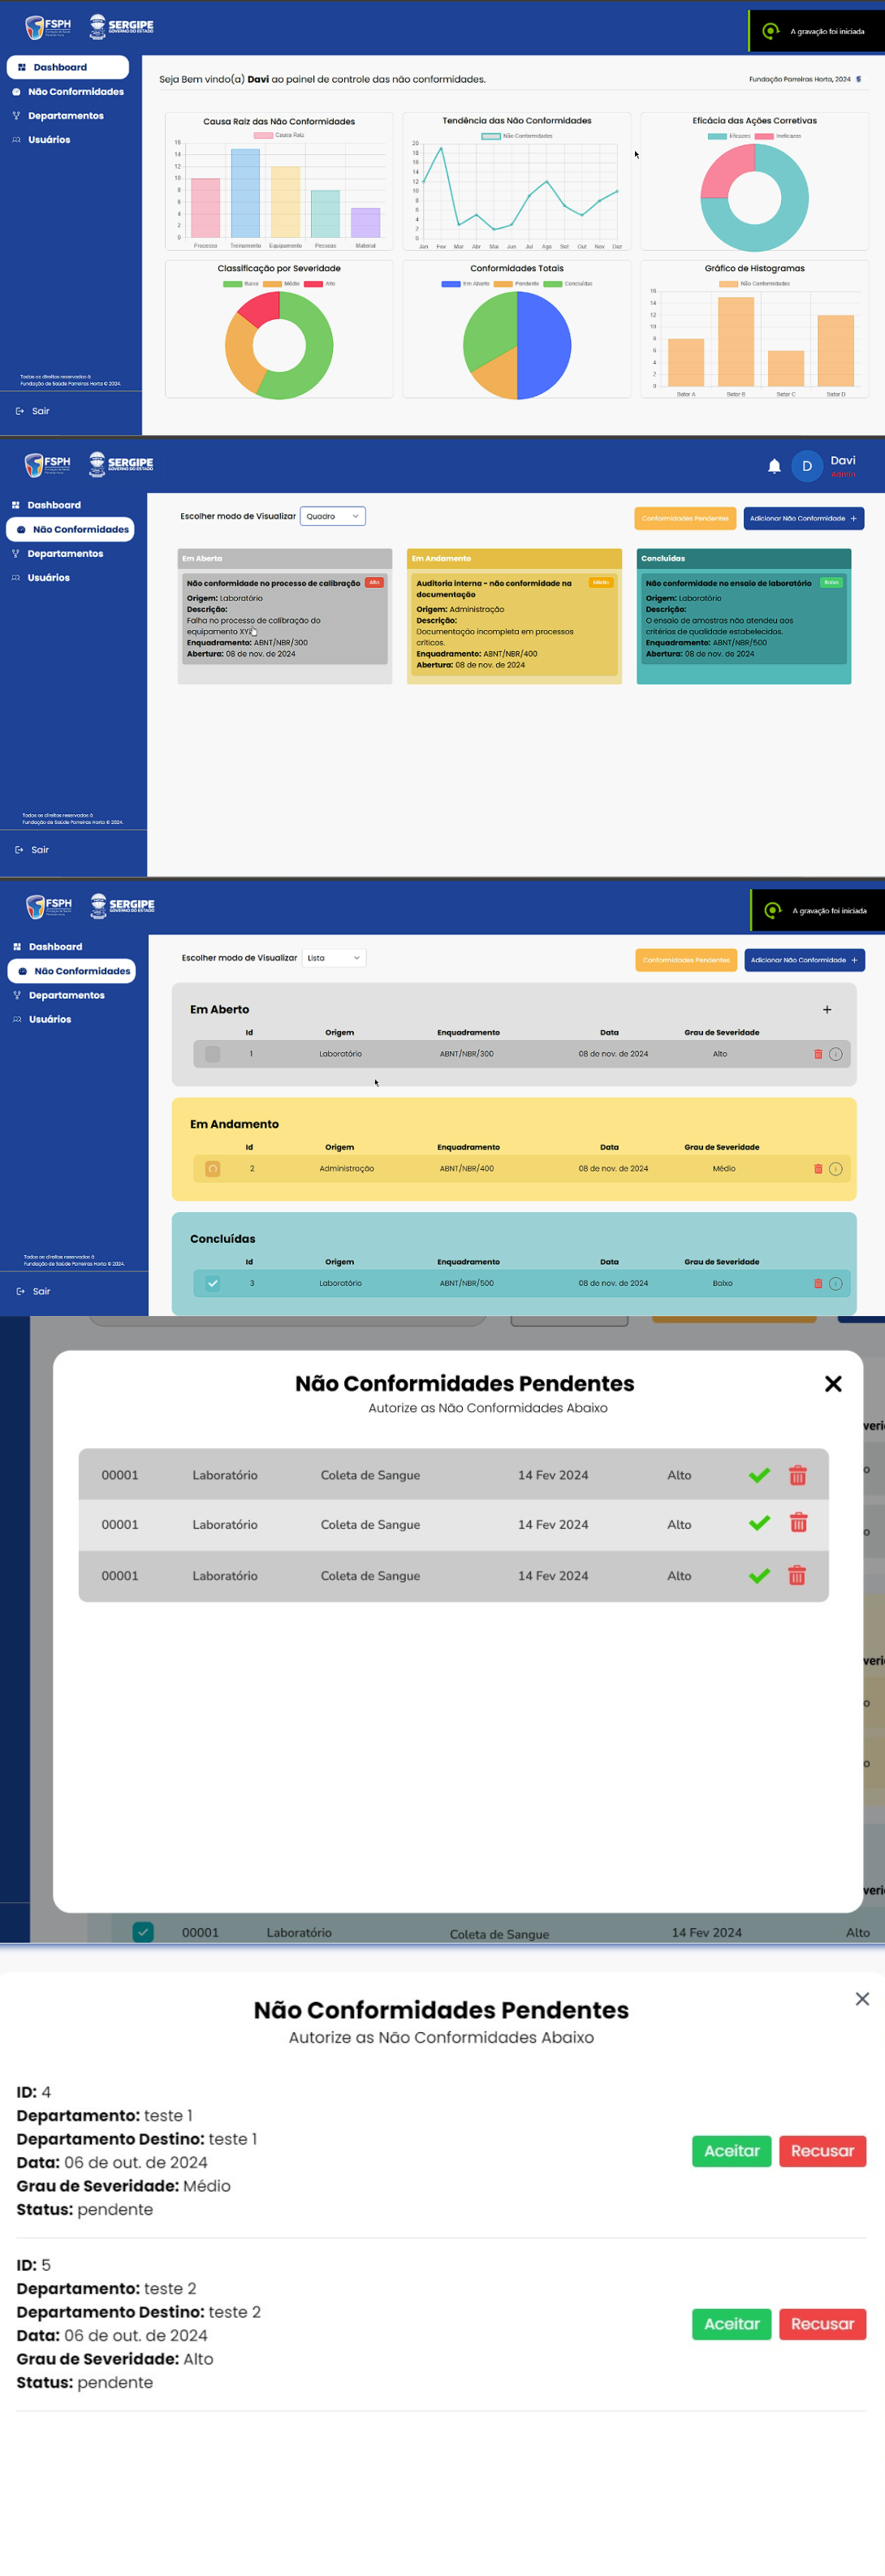 FSPH
SERGIPE
GOVERNO DO ESTADO
A gravação foi iniciada
Dashboard
Não Conformidades
Departamentos
Usuários
Seja Bem vindo(a) Davi ao painel de controle das não conformidades.
Fundação Parreiras Horta, 2024
Causa Raiz das Não Conformidades
Causa Raiz
16
14
12
10
8
6
4
2
0
Processo Treinamento Equipamento Pessoas Material
Tendência das Não Conformidades
Não Conformidades
20
18
16
14
12
10
8
6
4
2
0
Jan Fev Mar Abr Mai Jun Jul Ago Set Out Nov Dez
Eficácia das Ações Corretivas
Eficazes Ineficazes
Classificação por Severidade
Baixa Média Alta
Conformidades Totais
Em Aberto Pendente Concluídas
Gráfico de Histogramas
Não Conformidades
16
14
12
10
8
6
4
2
0
Setor A Setor B Setor C Setor D
Todos os direitos reservados à
Fundação de Saúde Parreiras Horta © 2024.
Sair
FSPH
SERGIPE
GOVERNO DO ESTADO
D
Davi
Admin
Dashboard
Não Conformidades
Departamentos
Usuários
Escolher modo de Visualizar Quadro
Conformidades Pendentes
Adicionar Não Conformidade +
Em Aberta
Não conformidade no processo de calibração Alto
Origem: Laboratório
Descrição:
Falha no processo de calibração do
equipamento XYZ
Enquadramento: ABNT/NBR/300
Abertura: 08 de nov. de 2024
Em Andamento
Auditoria interna - não conformidade na Médio
documentação
Origem: Administração
Descrição:
Documentação incompleta em processos
críticos.
Enquadramento: ABNT/NBR/400
Abertura: 08 de nov. de 2024
Concluídas
Não conformidade no ensaio de laboratório Baixo
Origem: Laboratório
Descrição:
O ensaio de amostras não atendeu aos
critérios de qualidade estabelecidos.
Enquadramento: ABNT/NBR/500
Abertura: 08 de nov. de 2024
Todos os direitos reservados à
Fundação de Saúde Parreiras Horta © 2024.
Sair
FSPH
SERGIPE
GOVERNO DO ESTADO
A gravação foi iniciada
Dashboard
Não Conformidades
Departamentos
Usuários
Escolher modo de Visualizar Lista
Conformidades Pendentes
Adicionar Não Conformidade +
Em Aberto +
Id Origem Enquadramento Data Grau de Severidade
1 Laboratório ABNT/NBR/300 08 de nov. de 2024 Alto
Em Andamento
Id Origem Enquadramento Data Grau de Severidade
2 Administração ABNT/NBR/400 08 de nov. de 2024 Médio
Concluídas
Id Origem Enquadramento Data Grau de Severidade
3 Laboratório ABNT/NBR/500 08 de nov. de 2024 Baixo
Todos os direitos reservados à
Fundação de Saúde Parreiras Horta © 2024.
Sair
Não Conformidades Pendentes
Autorize as Não Conformidades Abaixo
00001 Laboratório Coleta de Sangue 14 Fev 2024 Alto
00001 Laboratório Coleta de Sangue 14 Fev 2024 Alto
00001 Laboratório Coleta de Sangue 14 Fev 2024 Alto
veri
o
o
veri
o
o
veri
00001 Laboratório Coleta de Sangue 14 Fev 2024 Alto
Não Conformidades Pendentes
Autorize as Não Conformidades Abaixo
ID: 4
Departamento: teste 1
Departamento Destino: teste 1
Data: 06 de out. de 2024
Grau de Severidade: Médio
Status: pendente
Aceitar Recusar
ID: 5
Departamento: teste 2
Departamento Destino: teste 2
Data: 06 de out. de 2024
Grau de Severidade: Alto
Status: pendente
Aceitar Recusar